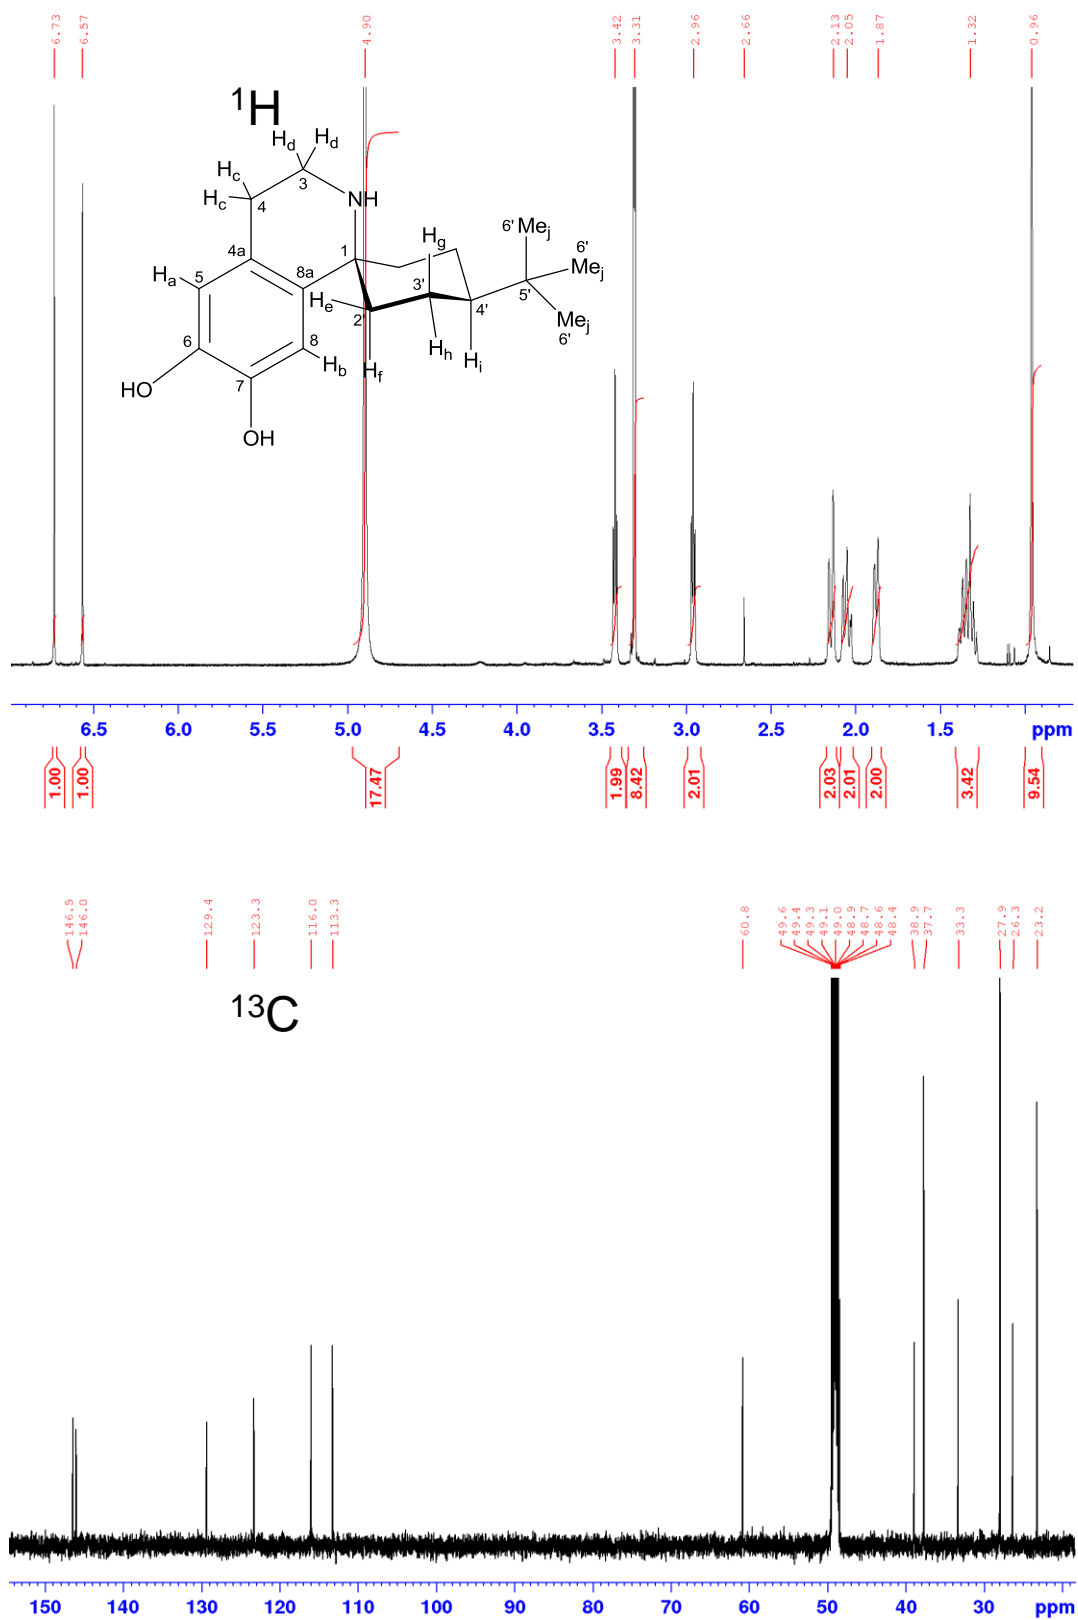 6.73 6.57 4.90 3.42 3.31 2.96 2.66 2.13 2.05 1.87 1.32 0.96
1H
Hd Hd
Hc 3
Hc 4 NH
4a 1 Hg 6' Mej 6'
Ha 5 8a 3' 5' Mej
He 2' 4' Mej
6 8 Hh 6'
7 Hb Hf Hi
HO
OH
6.5 6.0 5.5 5.0 4.5 4.0 3.5 3.0 2.5 2.0 1.5 ppm
1.00 1.00 17.47 1.99 8.42 2.01 2.03 2.01 2.00 3.42 9.54
146.5 146.0 129.4 123.3 116.0 113.3 60.8 49.6 49.4 49.3 49.1 49.0 48.9 48.7 48.6 48.4 38.9 37.7 33.3 27.9 26.3 23.2
13C
150 140 130 120 110 100 90 80 70 60 50 40 30 ppm